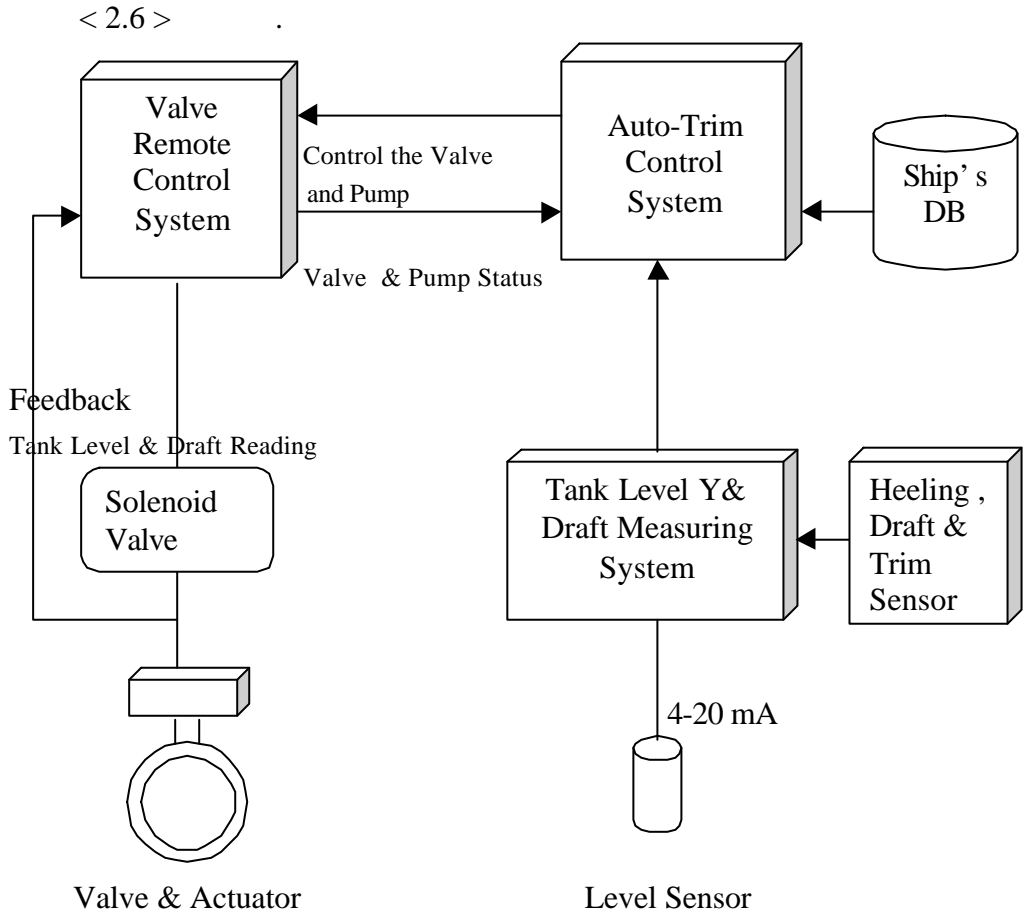 < 2.6 > .
Valve
Remote
Control
System
Control the Valve
and Pump
Valve & Pump Status
Auto-Trim
Control
System
Ship’ s
DB
Feedback
Tank Level & Draft Reading
Solenoid
Valve
Tank Level Y&
Draft Measuring
System
Heeling ,
Draft &
Trim
Sensor
4-20 mA
Valve & Actuator
Level Sensor